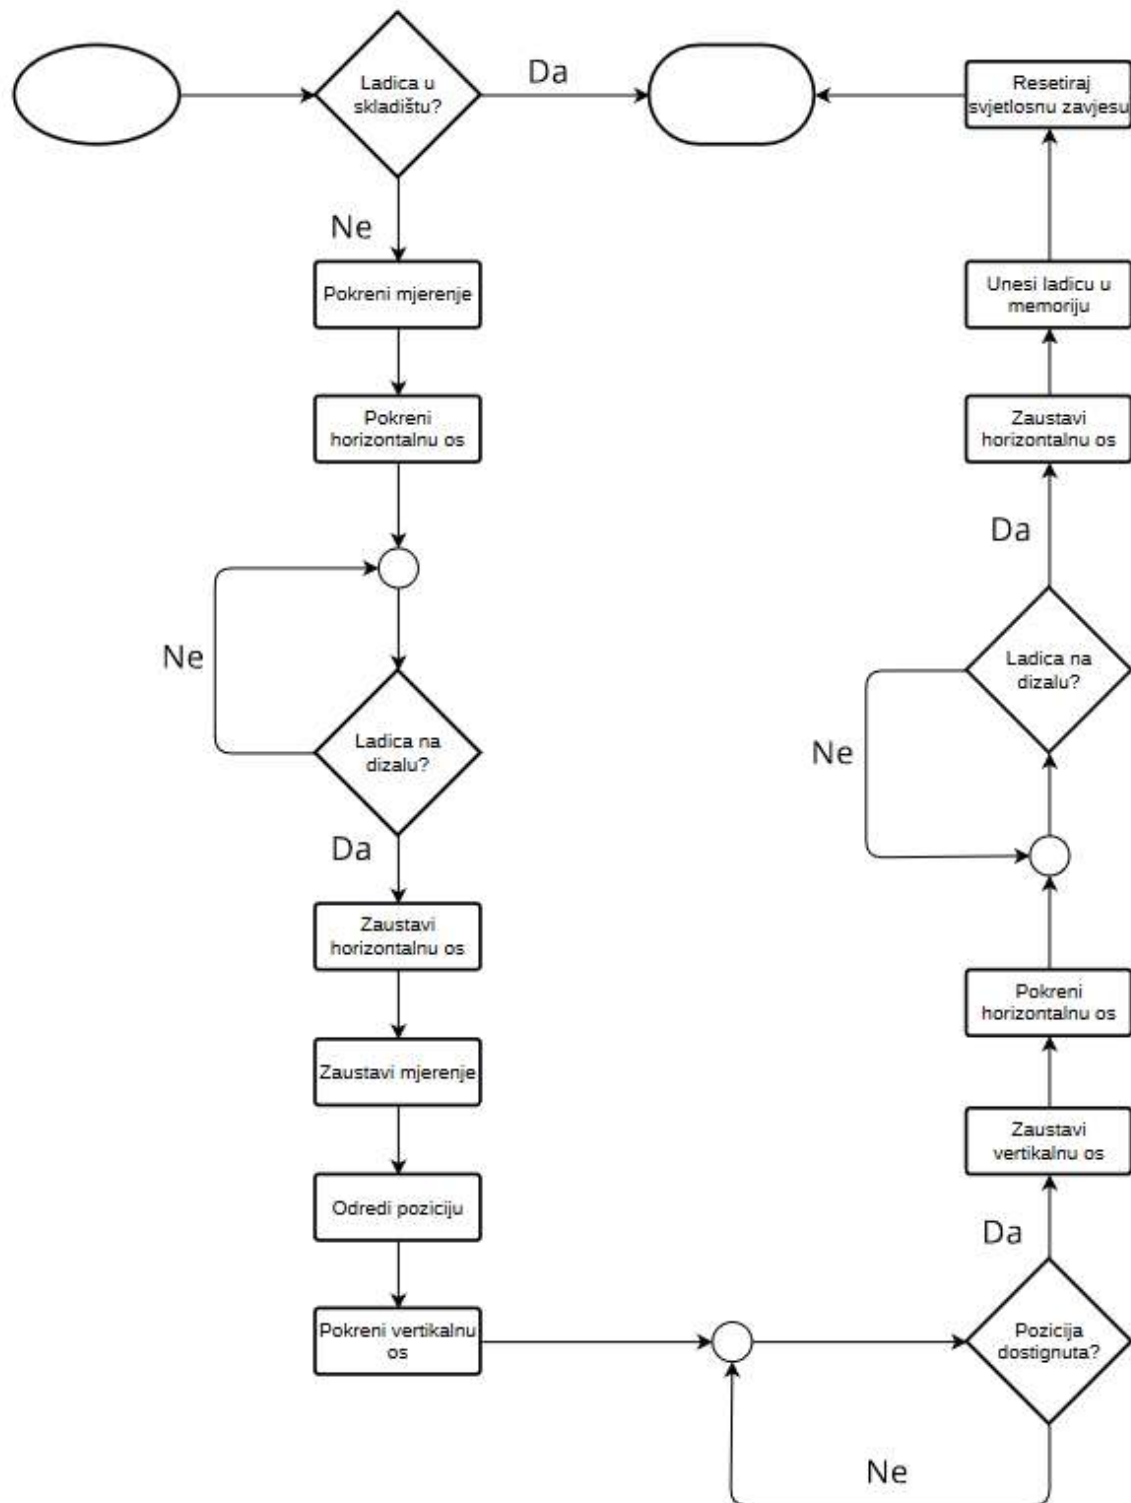 Ladica u
skladištu?
Da
Ne
Pokreni mjerenje
Pokreni
horizontalnu os
Ne
Ladica na
dizalu?
Da
Zaustavi
horizontalnu os
Zaustavi mjerenje
Odredi poziciju
Pokreni vertikalnu
os
Pozicija
dostignuta?
Ne
Da
Zaustavi
vertikalnu os
Pokreni
horizontalnu os
Ladica na
dizalu?
Ne
Da
Zaustavi
horizontalnu os
Unesi ladicu u
memoriju
Resetiraj
svjetlosnu zavjesu